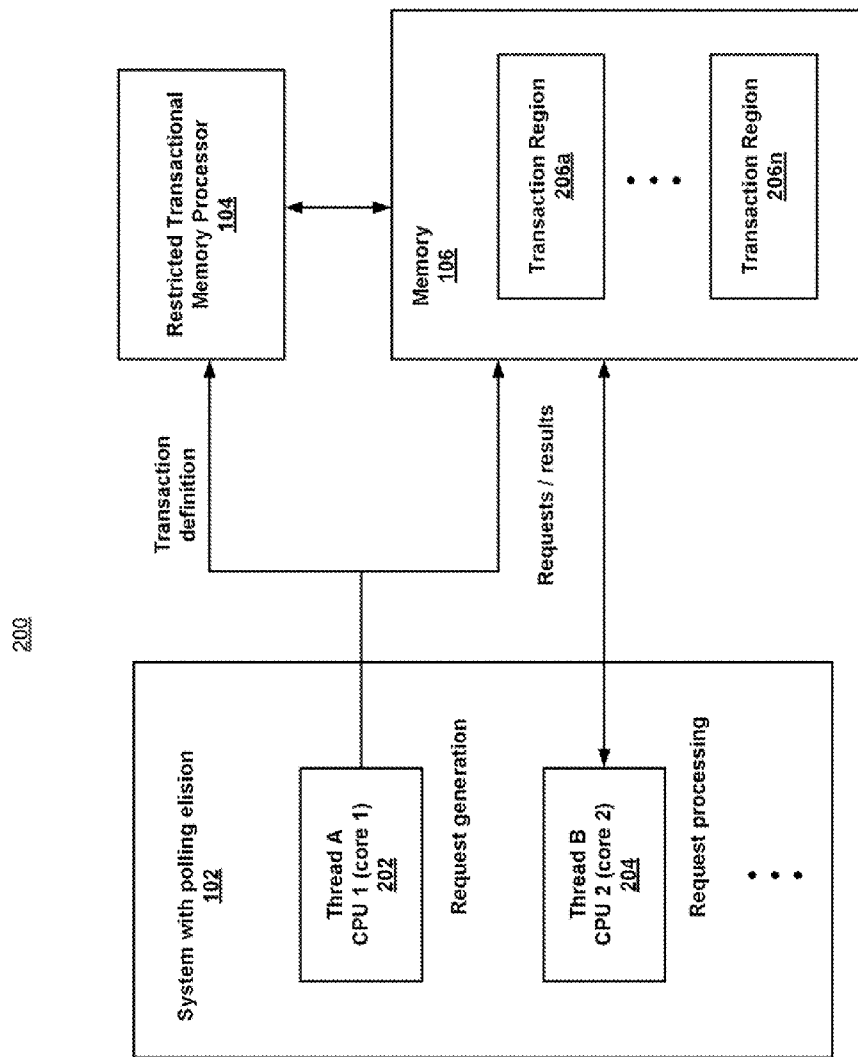 200
System with polling elision
102
Thread A
CPU 1 (core 1)
202
Request generation
Thread B
CPU 2 (core 2)
204
Request processing
Transaction
definition
Requests / results
Restricted Transactional
Memory Processor
104
Memory
106
Transaction Region
206a
Transaction Region
206n